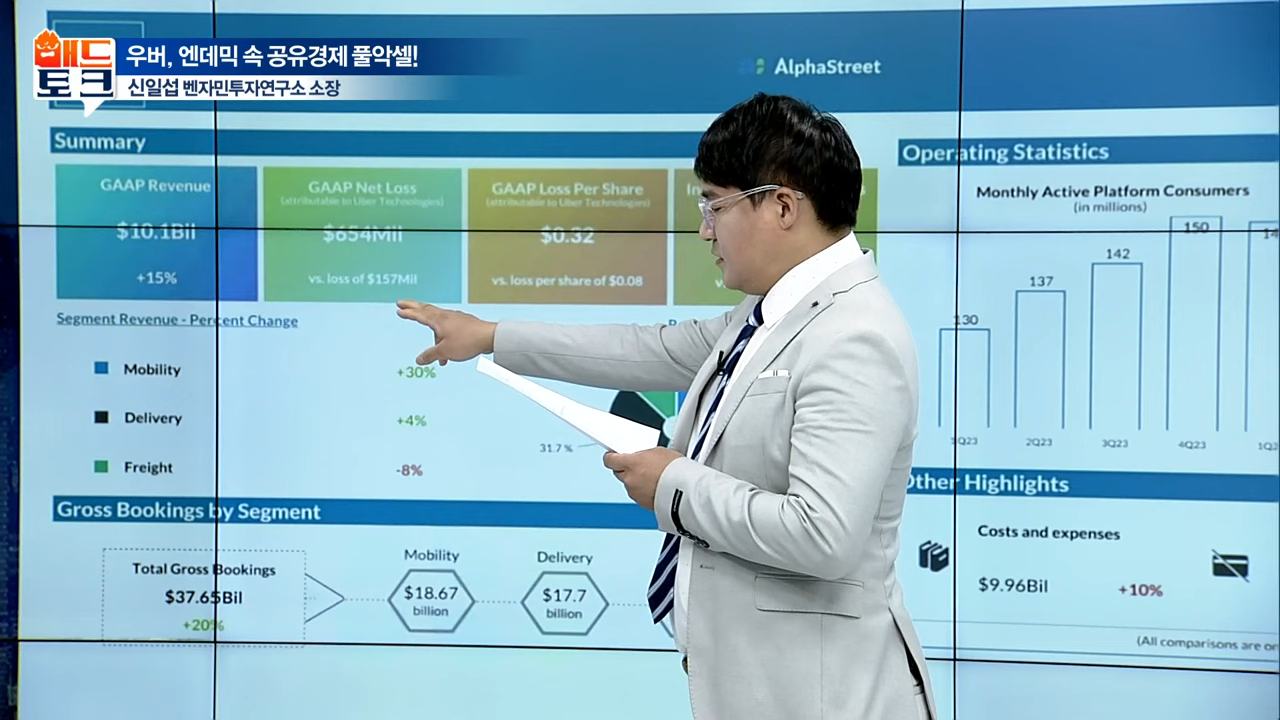 매드
토크
우버, 엔데믹 속 공유경제 풀악셀!
신일섭 벤자민투자연구소 소장
AlphaStreet
Summary
GAAP Revenue
$10.1Bil
+15%
GAAP Net Loss
(attributable to Uber Technologies)
$654Mil
vs. loss of $157Mil
GAAP Loss Per Share
(attributable to Uber Technologies)
$0.32
vs. loss per share of $0.08
Segment Revenue - Percent Change
Mobility +30%
Delivery +4%
Freight -8%
31.7 %
Gross Bookings by Segment
Total Gross Bookings
$37.65Bil
+20%
Mobility
$18.67
billion
Delivery
$17.7
billion
Operating Statistics
Monthly Active Platform Consumers
(in millions)
130 137 142 150
1Q23 2Q23 3Q23 4Q23
Other Highlights
Costs and expenses
$9.96Bil +10%
(All comparisons are